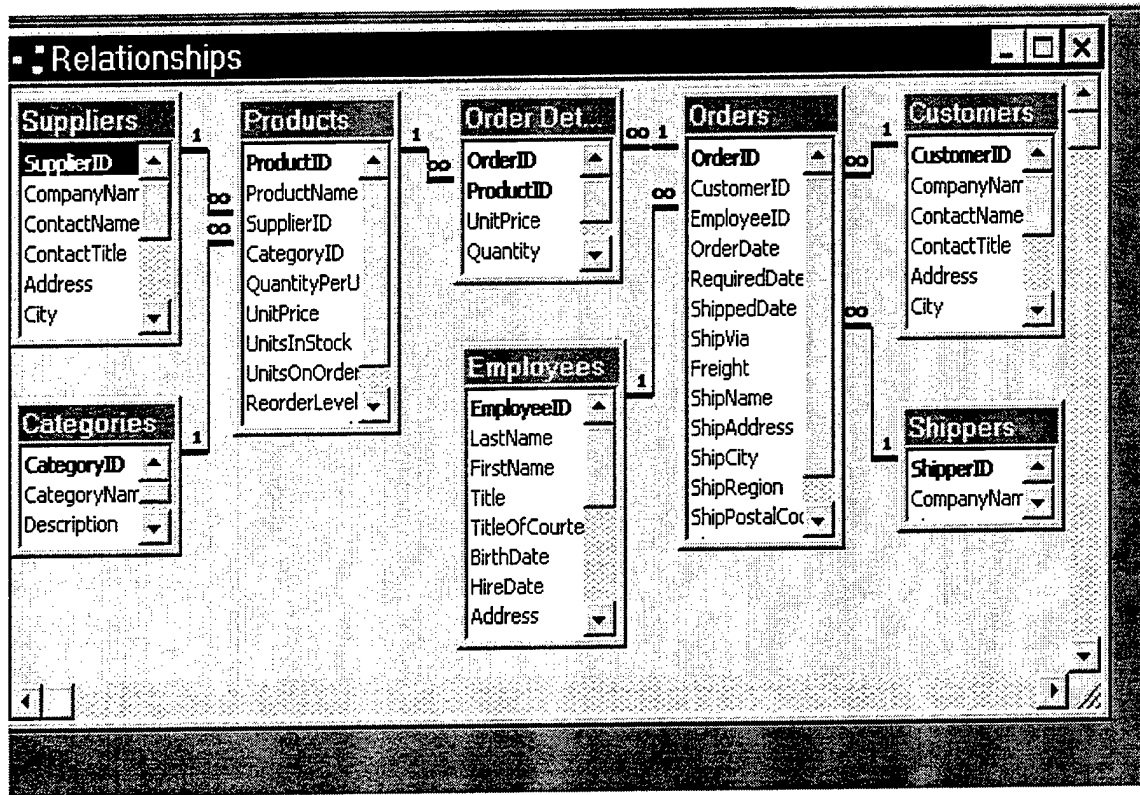 Relationships
Suppliers
SupplierID
CompanyNam
ContactName
ContactTitle
Address
City
1
∞
∞
Categories
CategoryID
CategoryNam
Description
1
Products
ProductID
ProductName
SupplierID
CategoryID
QuantityPerU
UnitPrice
UnitsInStock
UnitsOnOrder
ReorderLevel
1
∞
Order Det...
OrderID
ProductID
UnitPrice
Quantity
∞ 1
Employees
EmployeeID
LastName
FirstName
Title
TitleOfCourte
BirthDate
HireDate
Address
1
∞
Orders
OrderID
CustomerID
EmployeeID
OrderDate
RequiredDate
ShippedDate
ShipVia
Freight
ShipName
ShipAddress
ShipCity
ShipRegion
ShipPostalCoc
∞
1
∞
1
Customers
CustomerID
CompanyNam
ContactName
ContactTitle
Address
City
Shippers
ShipperID
CompanyNam